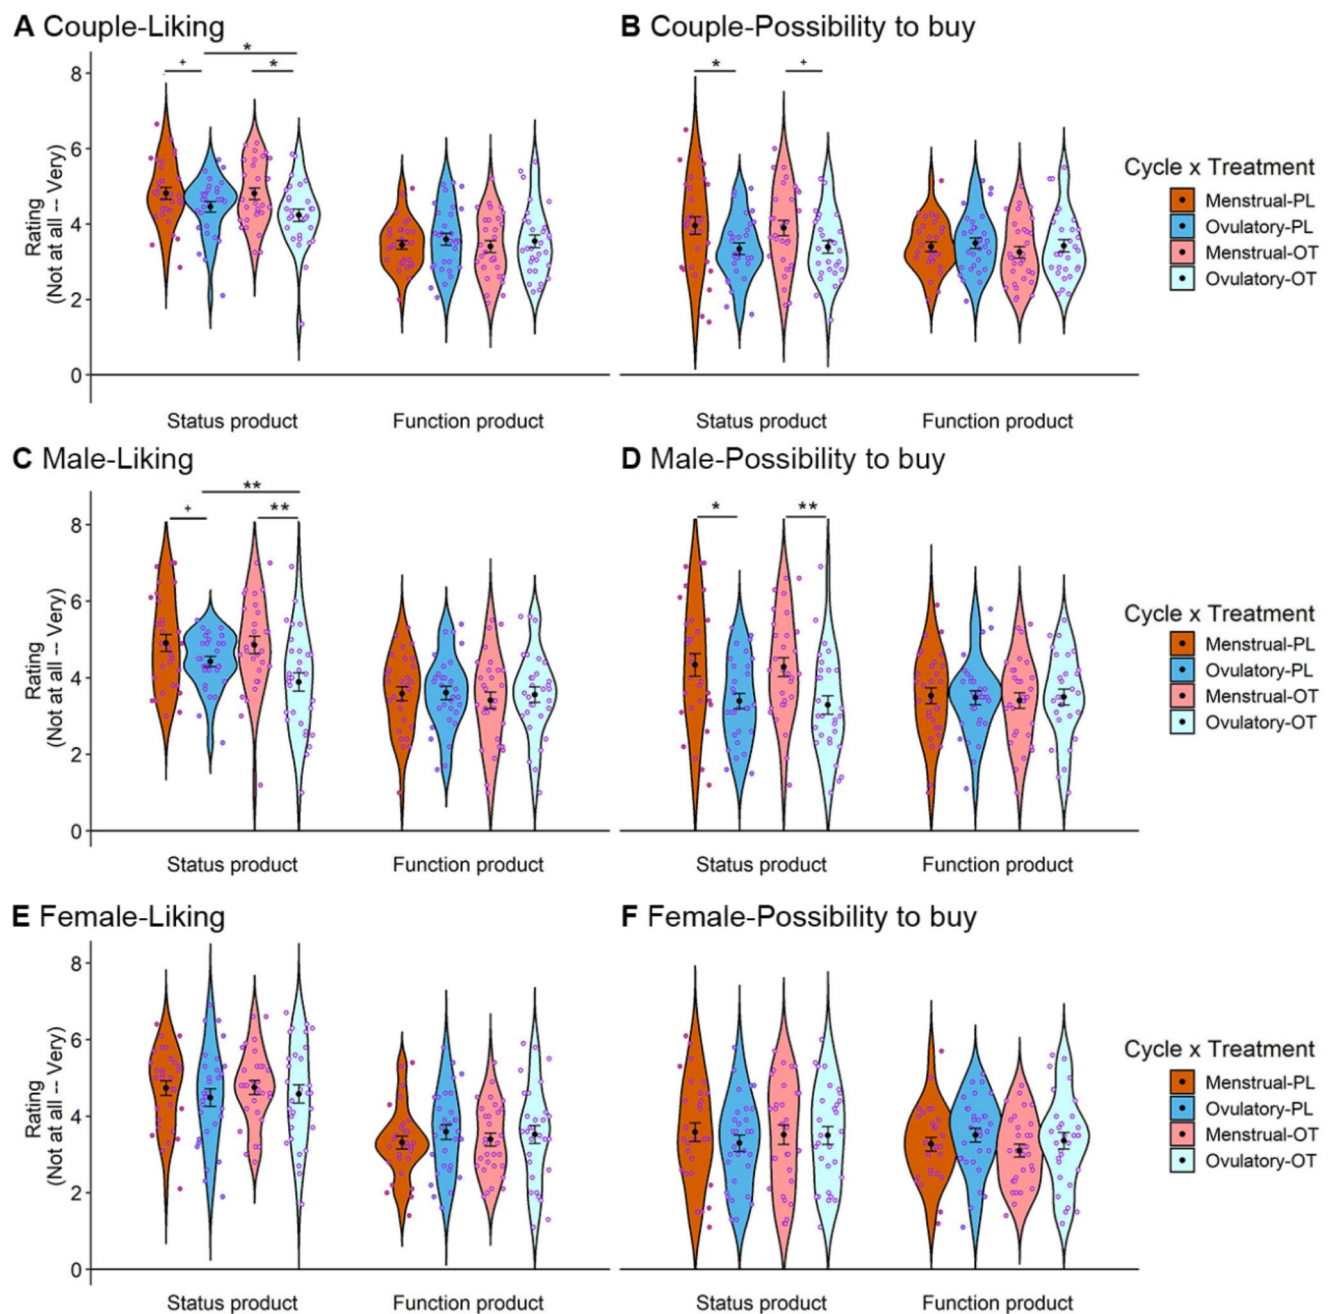 A Couple-Liking
B Couple-Possibility to buy
*
+
*
*
+
8
6
4
2
0
Rating
(Not at all -- Very)
Status product
Function product
Status product
Function product
Cycle x Treatment
Menstrual-PL
Ovulatory-PL
Menstrual-OT
Ovulatory-OT
C Male-Liking
D Male-Possibility to buy
**
+
**
*
**
8
6
4
2
0
Rating
(Not at all -- Very)
Status product
Function product
Status product
Function product
Cycle x Treatment
Menstrual-PL
Ovulatory-PL
Menstrual-OT
Ovulatory-OT
E Female-Liking
F Female-Possibility to buy
8
6
4
2
0
Rating
(Not at all -- Very)
Status product
Function product
Status product
Function product
Cycle x Treatment
Menstrual-PL
Ovulatory-PL
Menstrual-OT
Ovulatory-OT